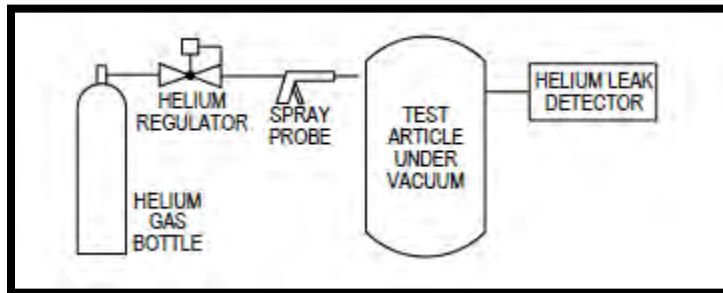 HELIUM
REGULATOR
SPRAY
PROBE
HELIUM
GAS
BOTTLE
TEST
ARTICLE
UNDER
VACUUM
HELIUM LEAK
DETECTOR